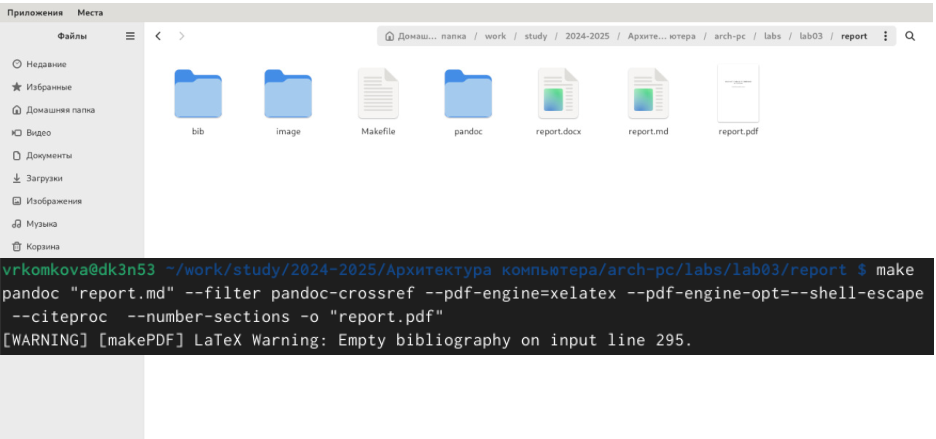 Приложения Места
Файлы
Домаш... папка / work / study / 2024-2025 / Архите... ютера / arch-pc / labs / lab03 / report
Недавние
Избранные
Домашняя папка
Видео
Документы
Загрузки
Изображения
Музыка
Корзина
bib image Makefile pandoc report.docx report.md report.pdf
vrkomkova@dk3n53 ~/work/study/2024-2025/Архитектура компьютера/arch-pc/labs/lab03/report $ make
pandoc "report.md" --filter pandoc-crossref --pdf-engine=xelatex --pdf-engine-opt=--shell-escape
--citeproc --number-sections -o "report.pdf"
[WARNING] [makePDF] LaTeX Warning: Empty bibliography on input line 295.